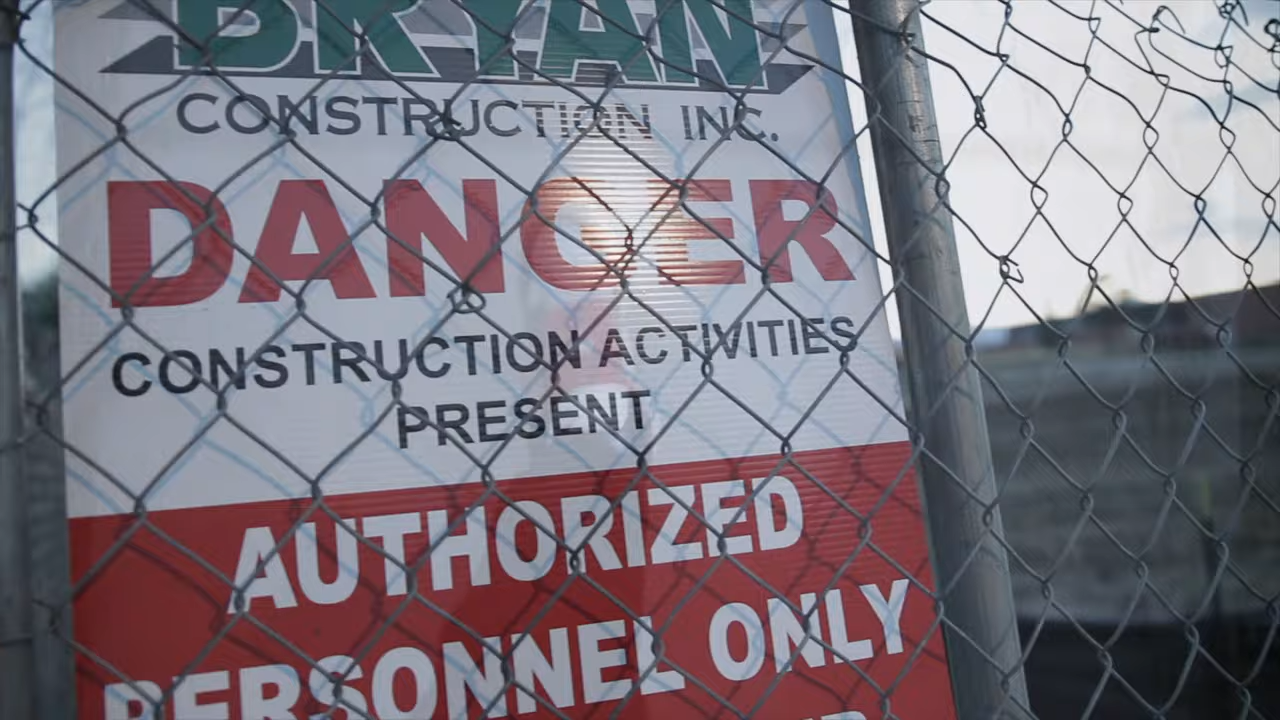 BRYAN
CONSTRUCTION INC.
DANGER
CONSTRUCTION ACTIVITIES
PRESENT
AUTHORIZED
PERSONNEL ONLY